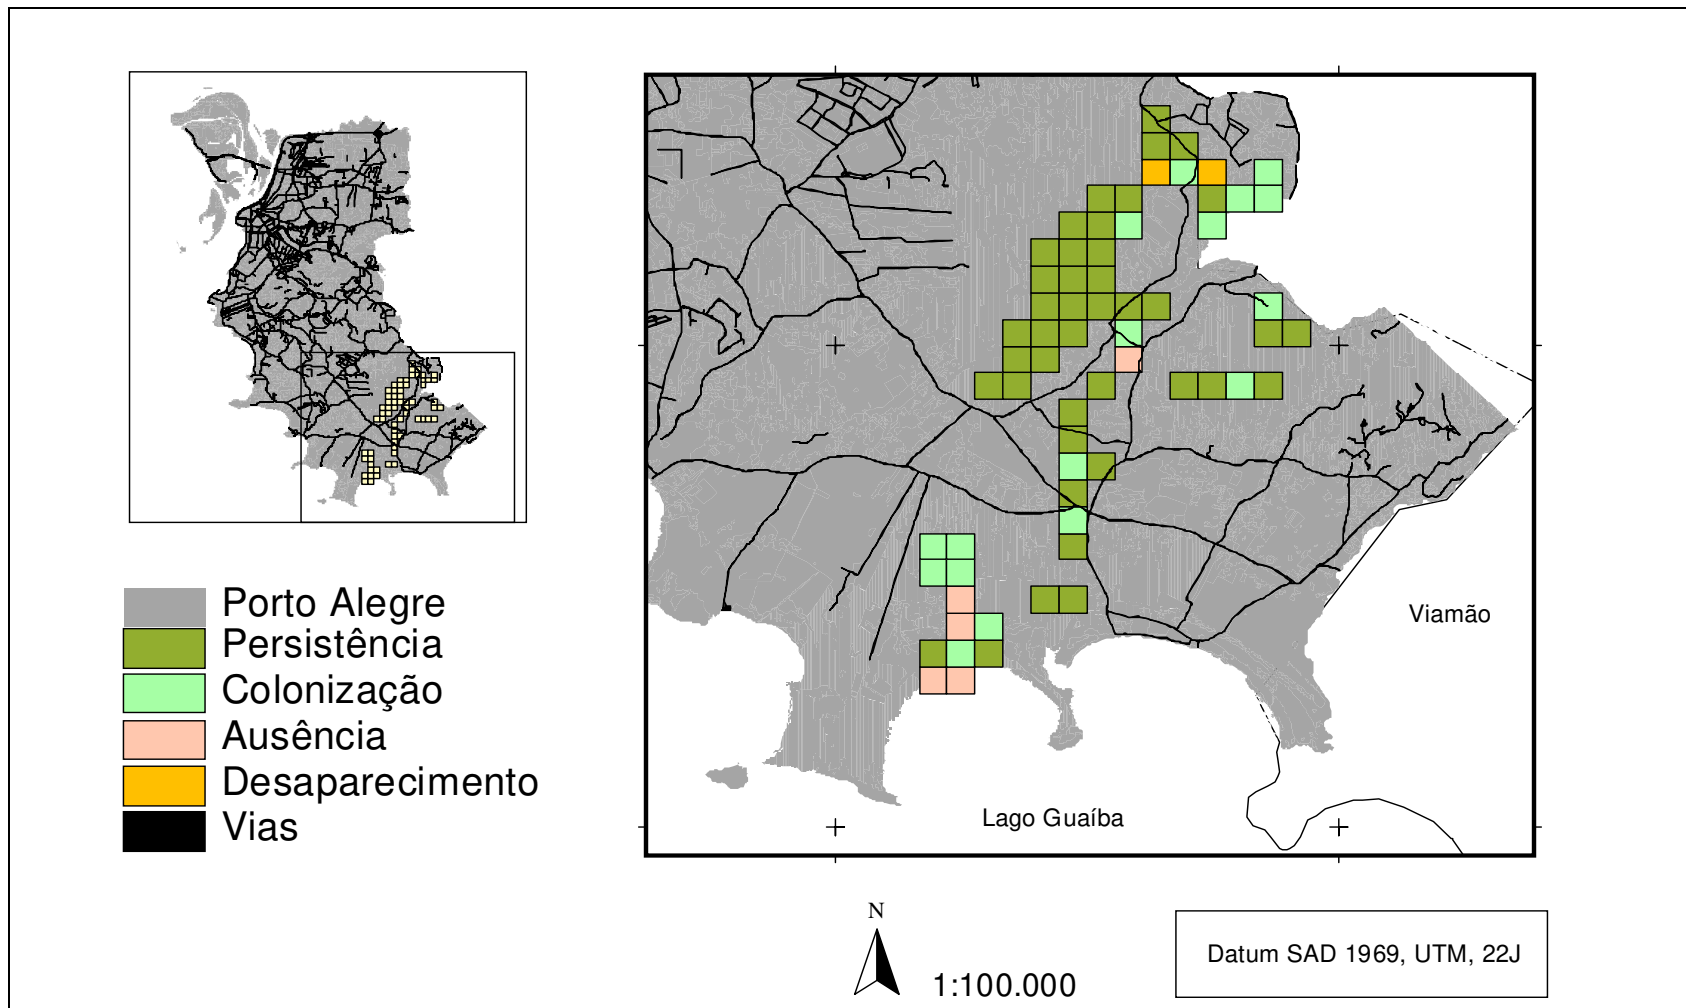 Porto Alegre
Persistência
Colonização
Ausência
Desaparecimento
Vias
Viamão
Lago Guaíba
N
1:100.000
Datum SAD 1969, UTM, 22J